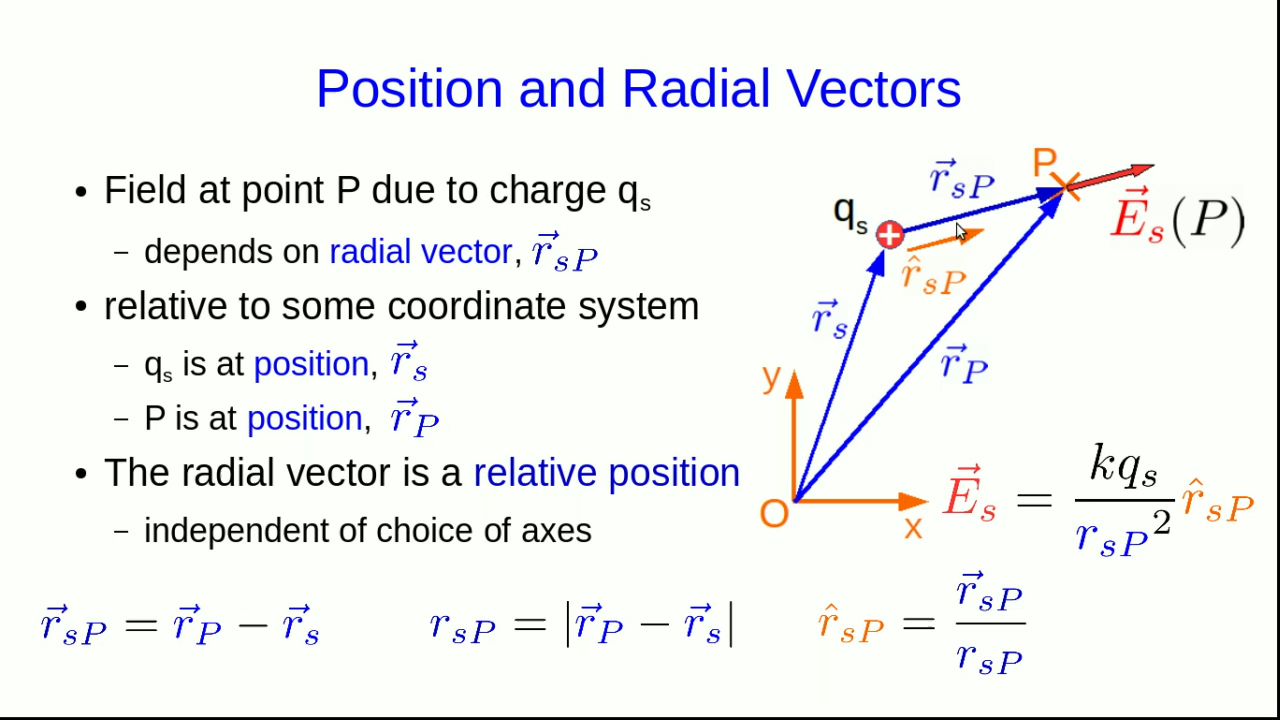 Position and Radial Vectors
• Field at point P due to charge qₛ
– depends on radial vector, r⃗ₛP
• relative to some coordinate system
– qₛ is at position, r⃗ₛ
– P is at position, r⃗P
• The radial vector is a relative position
– independent of choice of axes
r⃗ₛP = r⃗P − r⃗ₛ
rₛP = |r⃗P − r⃗ₛ|
r̂ₛP = r⃗ₛP / rₛP
P
r⃗ₛP
qₛ
E⃗ₛ(P)
r̂ₛP
r⃗ₛ
r⃗P
y
O
x
E⃗ₛ = kqₛ / rₛP² r̂ₛP